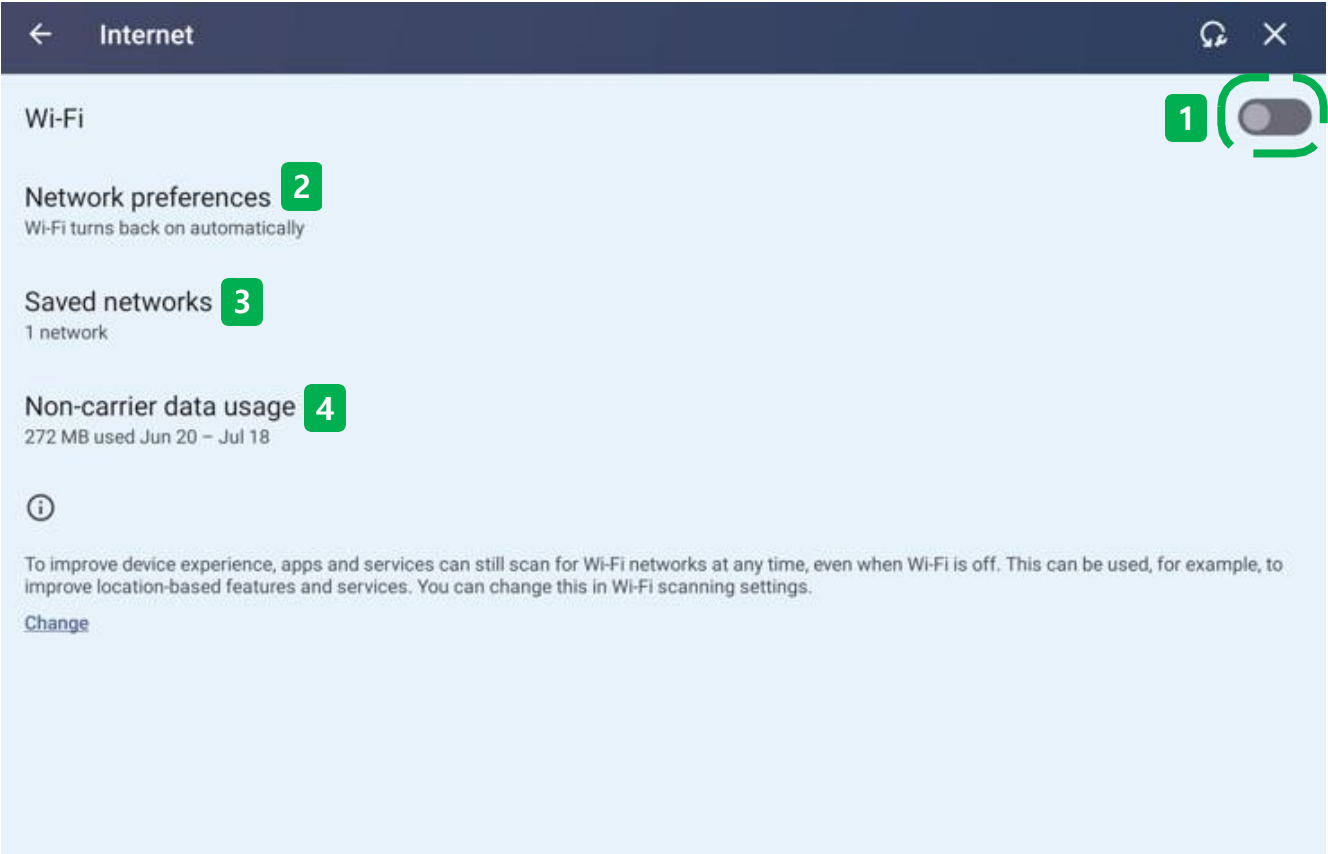 Internet
Wi-Fi
1
Network preferences 2
Wi-Fi turns back on automatically
Saved networks 3
1 network
Non-carrier data usage 4
272 MB used Jun 20 – Jul 18
To improve device experience, apps and services can still scan for Wi-Fi networks at any time, even when Wi-Fi is off. This can be used, for example, to
improve location-based features and services. You can change this in Wi-Fi scanning settings.
Change